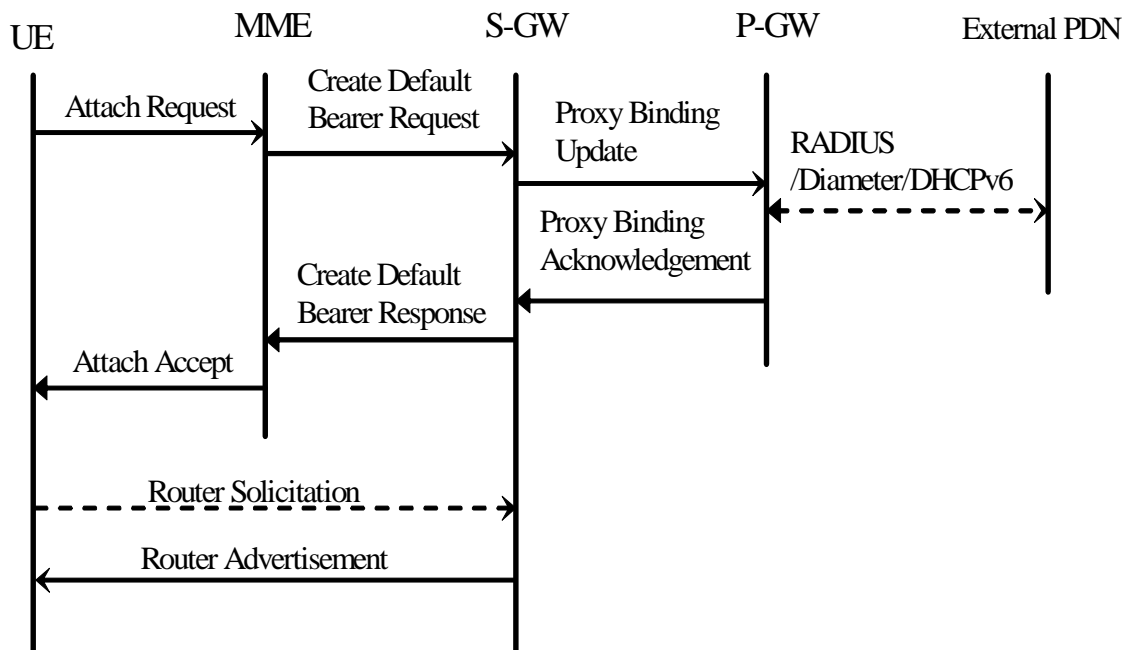 UE
MME
S-GW
P-GW
External PDN
Attach Request
Create Default
Bearer Request
Proxy Binding
Update
RADIUS
/Diameter/DHCPv6
Proxy Binding
Acknowledgement
Create Default
Bearer Response
Attach Accept
Router Solicitation
Router Advertisement